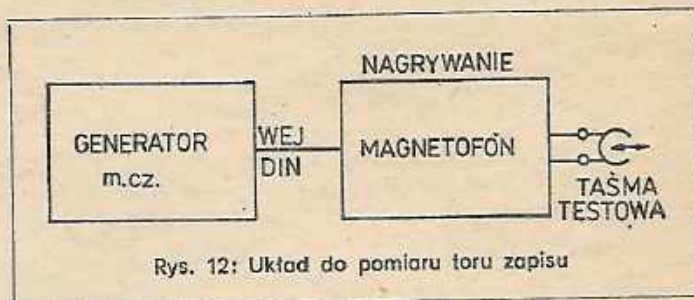 NAGRYWANIE
GENERATOR
m.cz.
WEJ
DIN
MAGNETOFON
TAŚMA
TESTOWA
Rys. 12: Układ do pomiaru toru zapisu